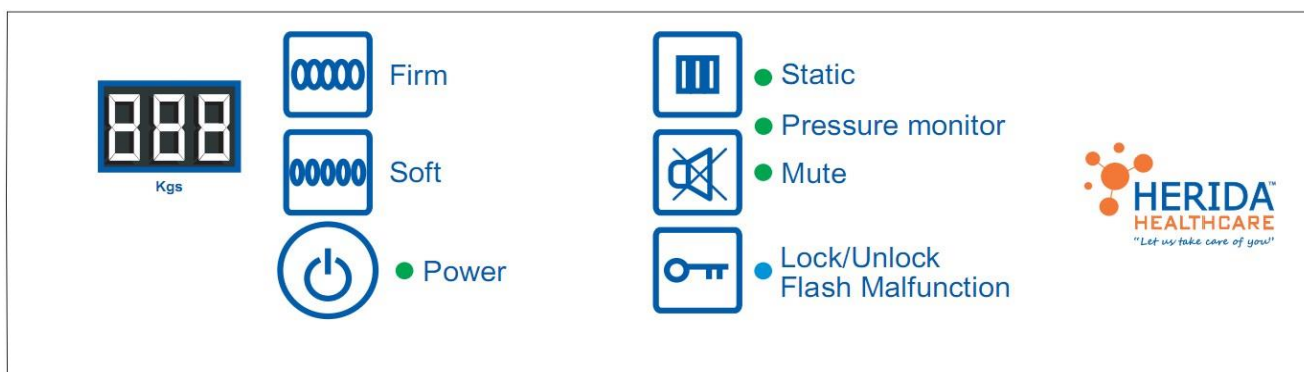 888
Kgs
Firm
Soft
Power
Static
Pressure monitor
Mute
Lock/Unlock
Flash Malfunction
HERIDA™
HEALTHCARE
"Let us take care of you"